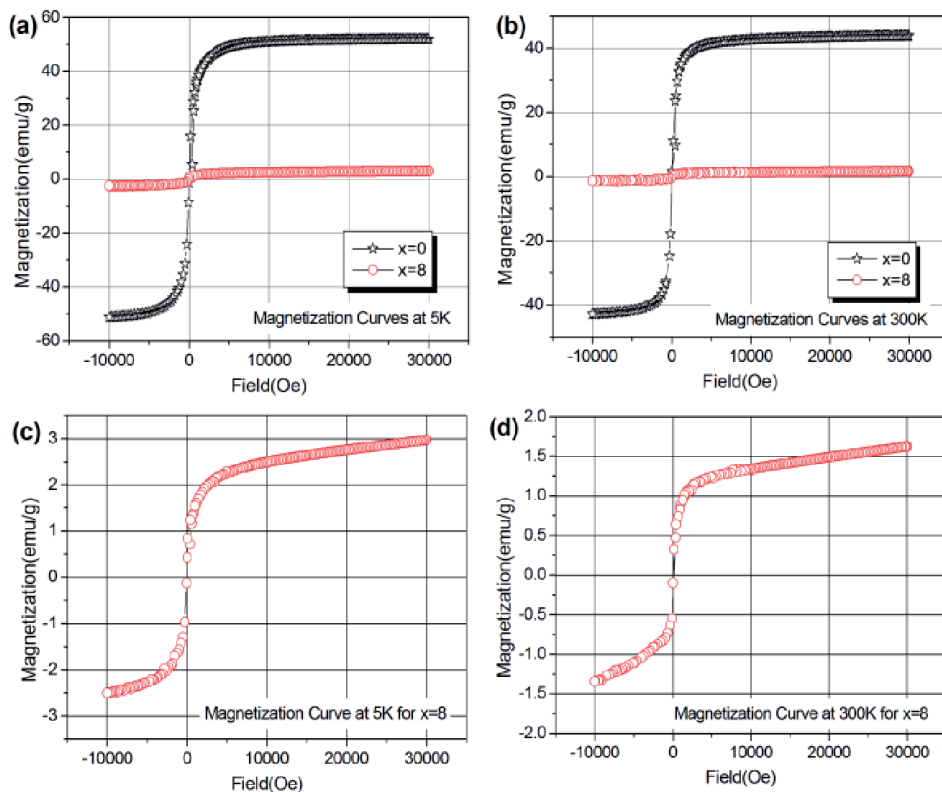 (a)
60
40
20
0
-20
-40
-60
Magnetization(emu/g)
x=0
x=8
Magnetization Curves at 5K
-10000 0 10000 20000 30000
Field(Oe)
(b)
40
20
0
-20
-40
Magnetization(emu/g)
x=0
x=8
Magnetization Curves at 300K
-10000 0 10000 20000 30000
Field(Oe)
(c)
3
2
1
0
-1
-2
-3
Magnetization(emu/g)
Magnetization Curve at 5K for x=8
-10000 0 10000 20000 30000
Field(Oe)
(d)
2.0
1.5
1.0
0.5
0.0
-0.5
-1.0
-1.5
-2.0
Magnetization(emu/g)
Magnetization Curve at 300K for x=8
-10000 0 10000 20000 30000
Field(Oe)